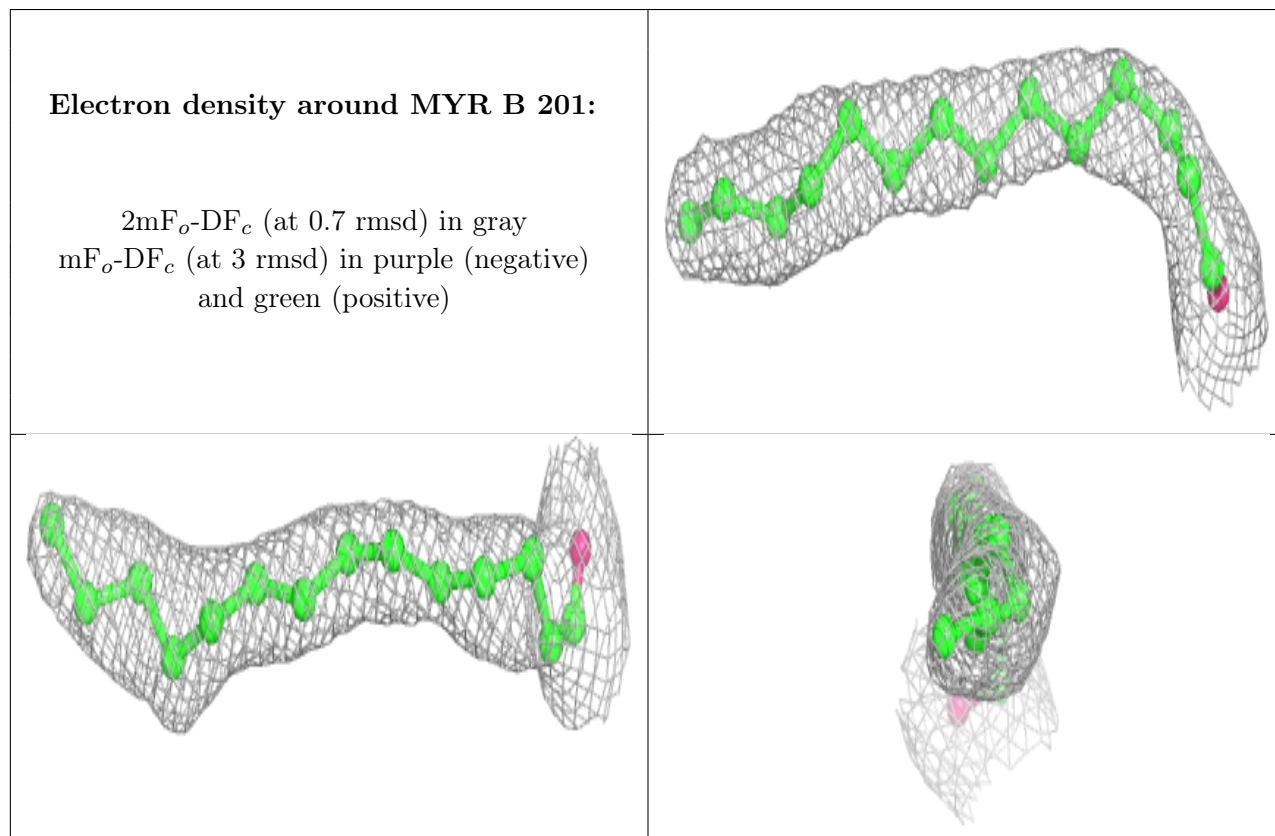 Electron density around MYR B 201:
2mFo-DFc (at 0.7 rmsd) in gray
mFo-DFc (at 3 rmsd) in purple (negative)
and green (positive)